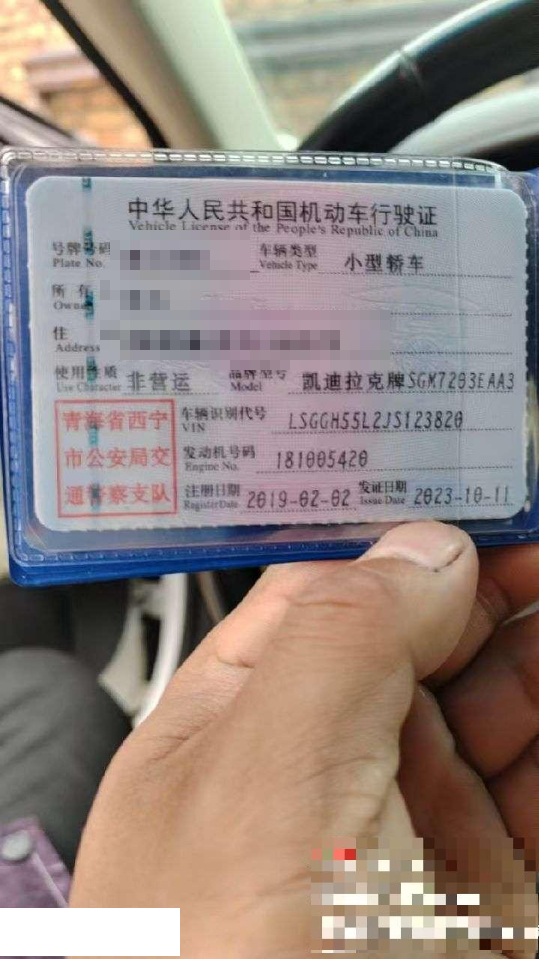 中华人民共和国机动车行驶证
Vehicle License of the People's Republic of China
号牌号码 车辆类型 小型轿车
Plate No. Vehicle Type
所有
Owner
住
Address
使用性质 非营运 品牌型号 凯迪拉克牌SGM7203EAA3
Use Character Model
青海省西宁
市公安局交
通警察支队
车辆识别代号 LSGGH55L2JS123820
VIN
发动机号码 181005420
Engine No.
注册日期 2019-02-02 发证日期 2023-10-11
Register Date Issue Date